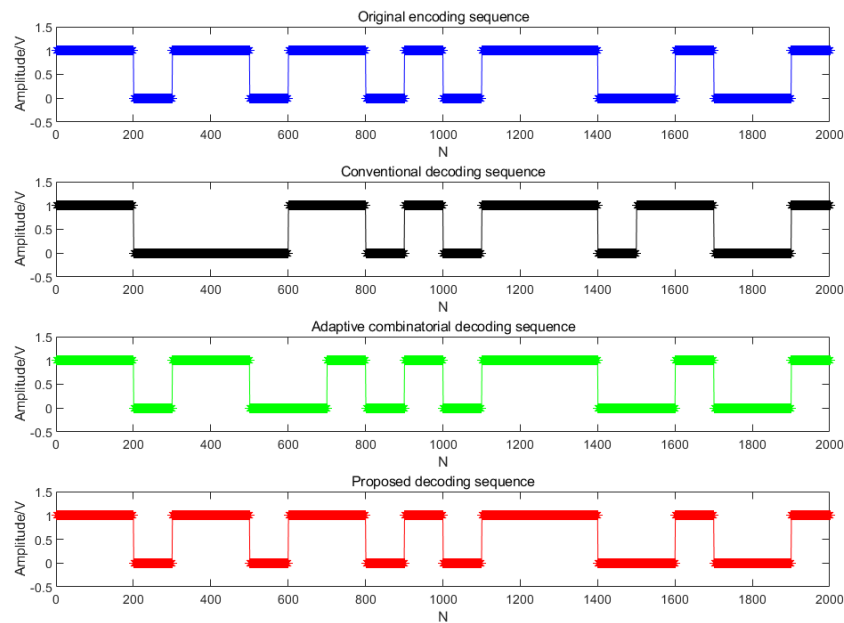 Original encoding sequence
1.5
1
0.5
0
-0.5
Amplitude/V
0 200 400 600 800 1000 1200 1400 1600 1800 2000
N
Conventional decoding sequence
1.5
1
0.5
0
-0.5
Amplitude/V
0 200 400 600 800 1000 1200 1400 1600 1800 2000
N
Adaptive combinatorial decoding sequence
1.5
1
0.5
0
-0.5
Amplitude/V
0 200 400 600 800 1000 1200 1400 1600 1800 2000
N
Proposed decoding sequence
1.5
1
0.5
0
-0.5
Amplitude/V
0 200 400 600 800 1000 1200 1400 1600 1800 2000
N